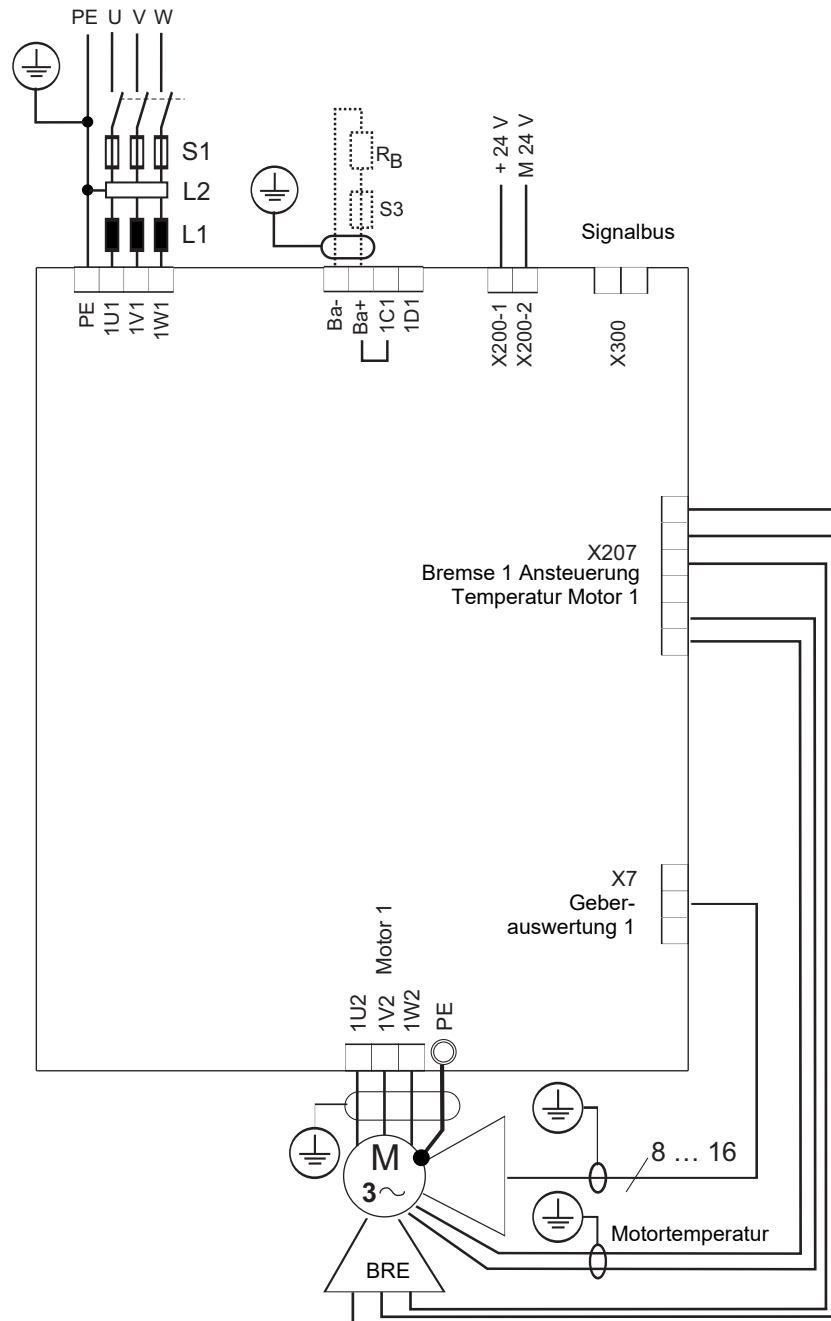 PE U V W
S1
L2
L1
R_B
S3
+ 24 V
M 24 V
Signalbus
PE
1U1
1V1
1W1
Ba-
Ba+
1C1
1D1
X200-1
X200-2
X300
X207
Bremse 1 Ansteuerung
Temperatur Motor 1
X7
Geber-
auswertung 1
Motor 1
1U2
1V2
1W2
PE
M
3~
8 … 16
Motortemperatur
BRE